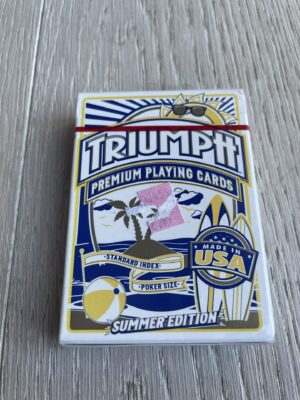 TRIUMPH
PREMIUM PLAYING CARDS
·STANDARD INDEX·
·POKER SIZE·
MADE IN
USA
SUMMER EDITION